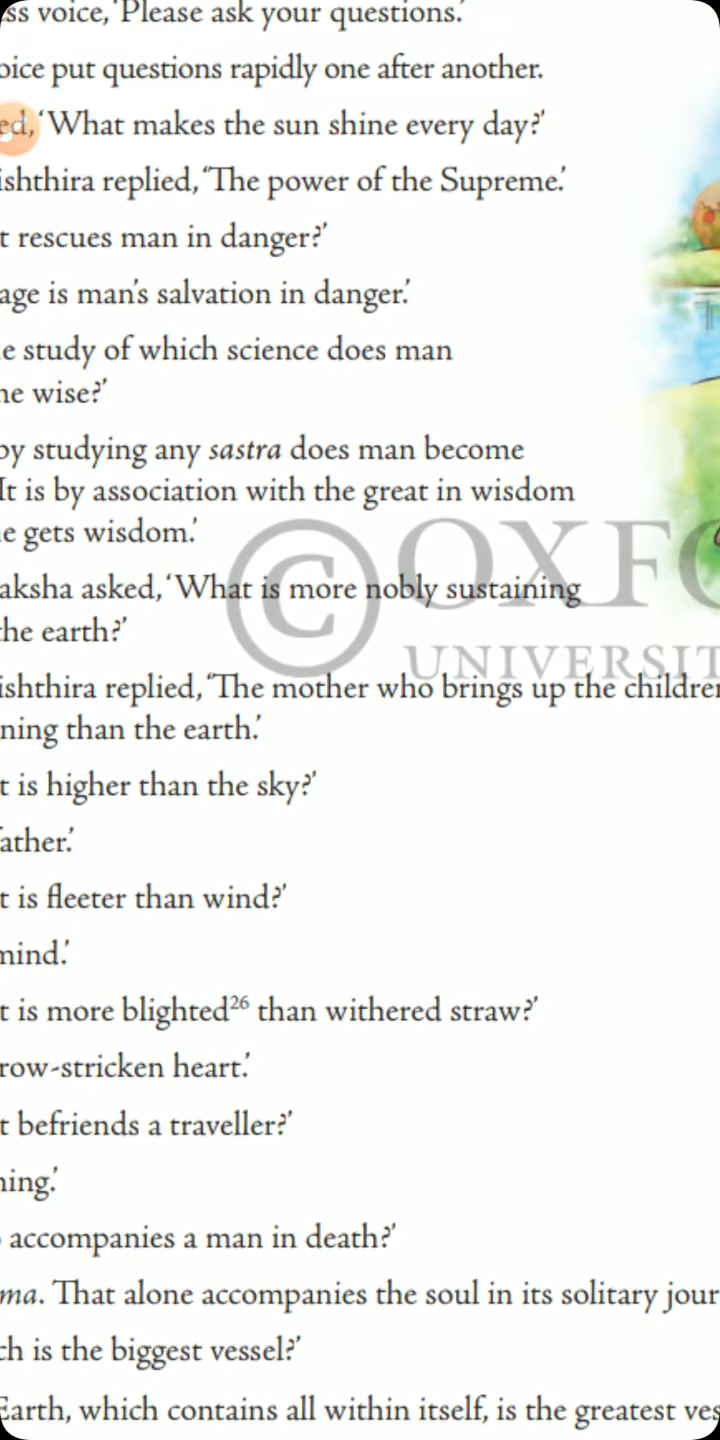 ss voice, 'Please ask your questions.'
oice put questions rapidly one after another.
ed, 'What makes the sun shine every day?'
ishthira replied, 'The power of the Supreme.'
t rescues man in danger?'
age is man's salvation in danger.'
e study of which science does man
ne wise?'
by studying any sastra does man become
It is by association with the great in wisdom
e gets wisdom.'
© OXFO
aksha asked, 'What is more nobly sustaining
the earth?'
UNIVERSIT
ishthira replied, 'The mother who brings up the children
ning than the earth.'
t is higher than the sky?'
ather.'
t is fleeter than wind?'
mind.'
t is more blighted26 than withered straw?'
row-stricken heart.'
t befriends a traveller?'
ning.'
accompanies a man in death?'
ma. That alone accompanies the soul in its solitary jour
ch is the biggest vessel?'
Earth, which contains all within itself, is the greatest ves